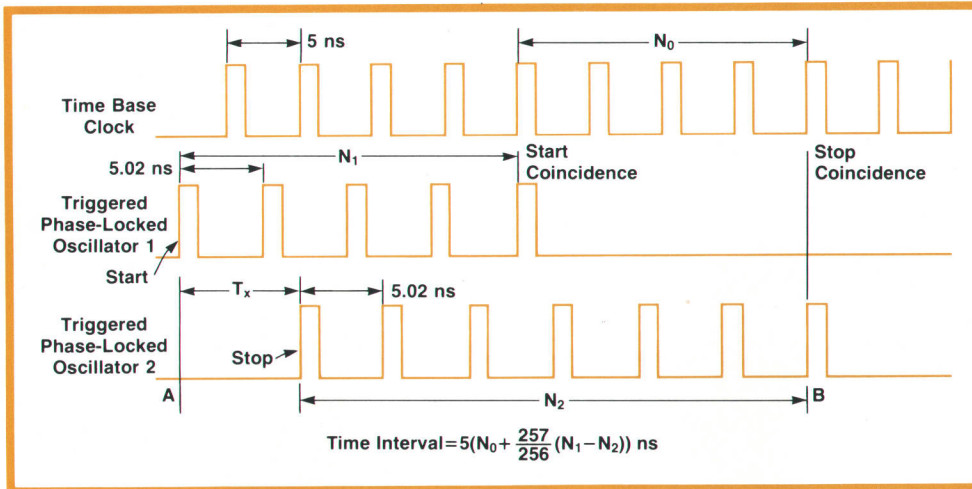 5 ns
N₀
Time Base
Clock
N₁
Start
Coincidence
Stop
Coincidence
5.02 ns
Triggered
Phase-Locked
Oscillator 1
Start
Tₓ
5.02 ns
Triggered
Phase-Locked
Oscillator 2
Stop
A
N₂
B
Time Interval=5(N₀+ 257/256 (N₁−N₂)) ns